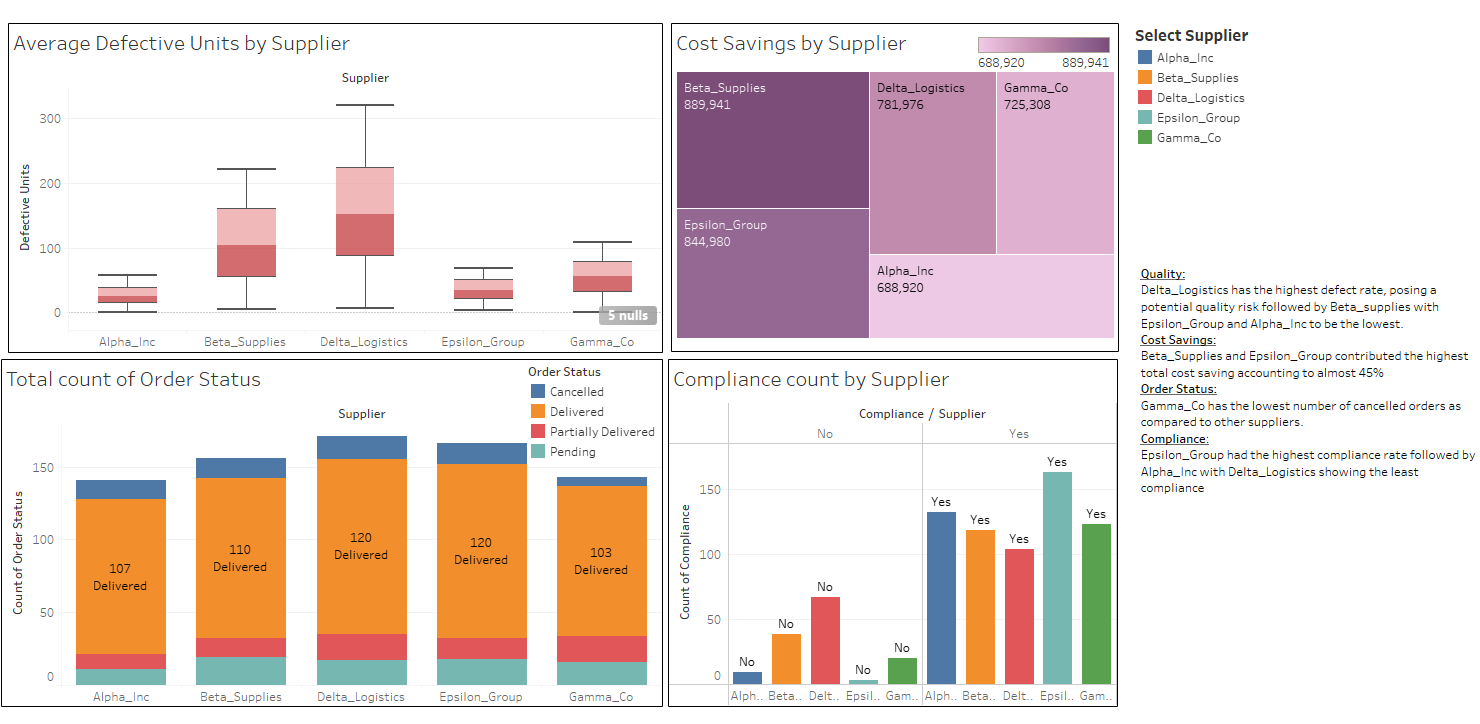 Average Defective Units by Supplier
Supplier
Defective Units
300
200
100
0
5 nulls
Alpha_Inc
Beta_Supplies
Delta_Logistics
Epsilon_Group
Gamma_Co
Cost Savings by Supplier
688,920
889,941
Beta_Supplies
889,941
Delta_Logistics
781,976
Gamma_Co
725,308
Epsilon_Group
844,980
Alpha_Inc
688,920
Select Supplier
Alpha_Inc
Beta_Supplies
Delta_Logistics
Epsilon_Group
Gamma_Co
Quality:
Delta_Logistics has the highest defect rate, posing a
potential quality risk followed by Beta_supplies with
Epsilon_Group and Alpha_Inc to be the lowest.
Cost Savings:
Beta_Supplies and Epsilon_Group contributed the highest
total cost saving accounting to almost 45%
Order Status:
Gamma_Co has the lowest number of cancelled orders as
compared to other suppliers.
Compliance:
Epsilon_Group had the highest compliance rate followed by
Alpha_Inc with Delta_Logistics showing the least
compliance
Total count of Order Status
Order Status
Cancelled
Delivered
Partially Delivered
Pending
Supplier
Count of Order Status
150
100
50
0
107
Delivered
110
Delivered
120
Delivered
120
Delivered
103
Delivered
Alpha_Inc
Beta_Supplies
Delta_Logistics
Epsilon_Group
Gamma_Co
Compliance count by Supplier
Compliance / Supplier
No
Yes
Count of Compliance
150
100
50
0
No
No
No
No
No
Yes
Yes
Yes
Yes
Yes
Alph..
Beta..
Delt..
Epsil..
Gam..
Alph..
Beta..
Delt..
Epsil..
Gam..